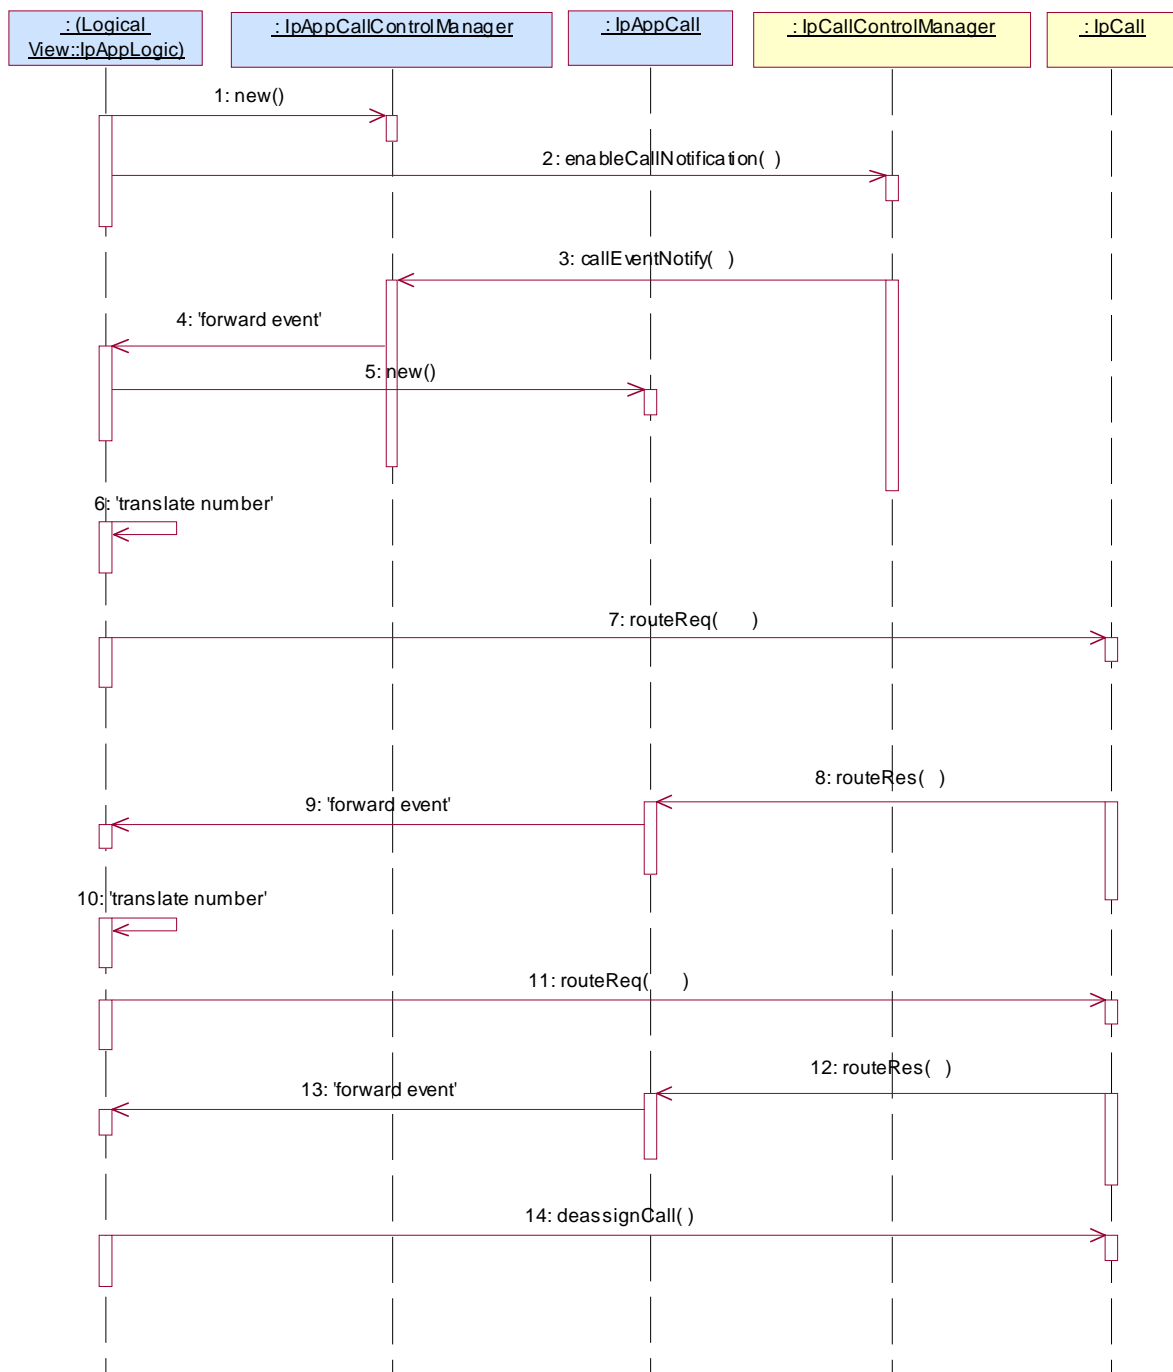 : (Logical
View::IpAppLogic)
: IpAppCallControlManager
: IpAppCall
: IpCallControlManager
: IpCall
1: new()
2: enableCallNotification( )
3: callEventNotify( )
4: 'forward event'
5: new()
6: 'translate number'
7: routeReq( )
8: routeRes( )
9: 'forward event'
10: 'translate number'
11: routeReq( )
12: routeRes( )
13: 'forward event'
14: deassignCall( )